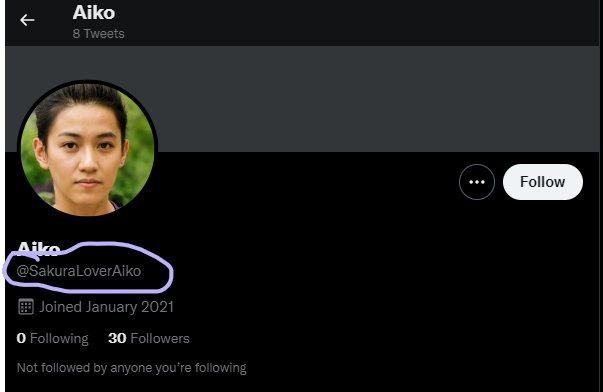 Aiko
8 Tweets
Follow
Aiko
@SakuraLoverAiko
Joined January 2021
0 Following 30 Followers
Not followed by anyone you're following